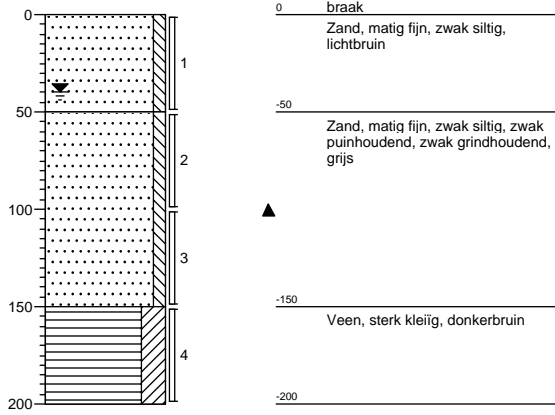 0
50
100
150
200
1
2
3
4
0
braak
Zand, matig fijn, zwak siltig,
lichtbruin
-50
Zand, matig fijn, zwak siltig, zwak
puinhoudend, zwak grindhoudend,
grijs
-150
Veen, sterk kleiïg, donkerbruin
-200